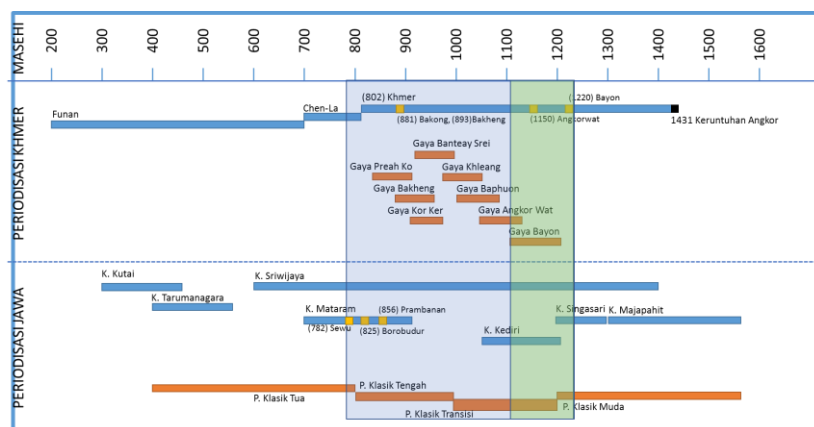 MASEHI
200
300
400
500
600
700
800
900
1000
1100
1200
1300
1400
1500
1600
PERIODISASI KHMER
Funan
Chen-La
(802) Khmer
(881) Bakong, (893)Bakheng
(1220) Bayon
(1150) Angkorwat
1431 Keruntuhan Angkor
Gaya Banteay Srei
Gaya Preah Ko
Gaya Khleang
Gaya Bakheng
Gaya Baphuon
Gaya Kor Ker
Gaya Angkor Wat
Gaya Bayon
PERIODISASI JAWA
K. Kutai
K. Sriwijaya
K. Tarumanagara
K. Mataram
(856) Prambanan
(782) Sewu
(825) Borobudur
K. Singasari
K. Majapahit
K. Kediri
P. Klasik Tua
P. Klasik Tengah
P. Klasik Transisi
P. Klasik Muda